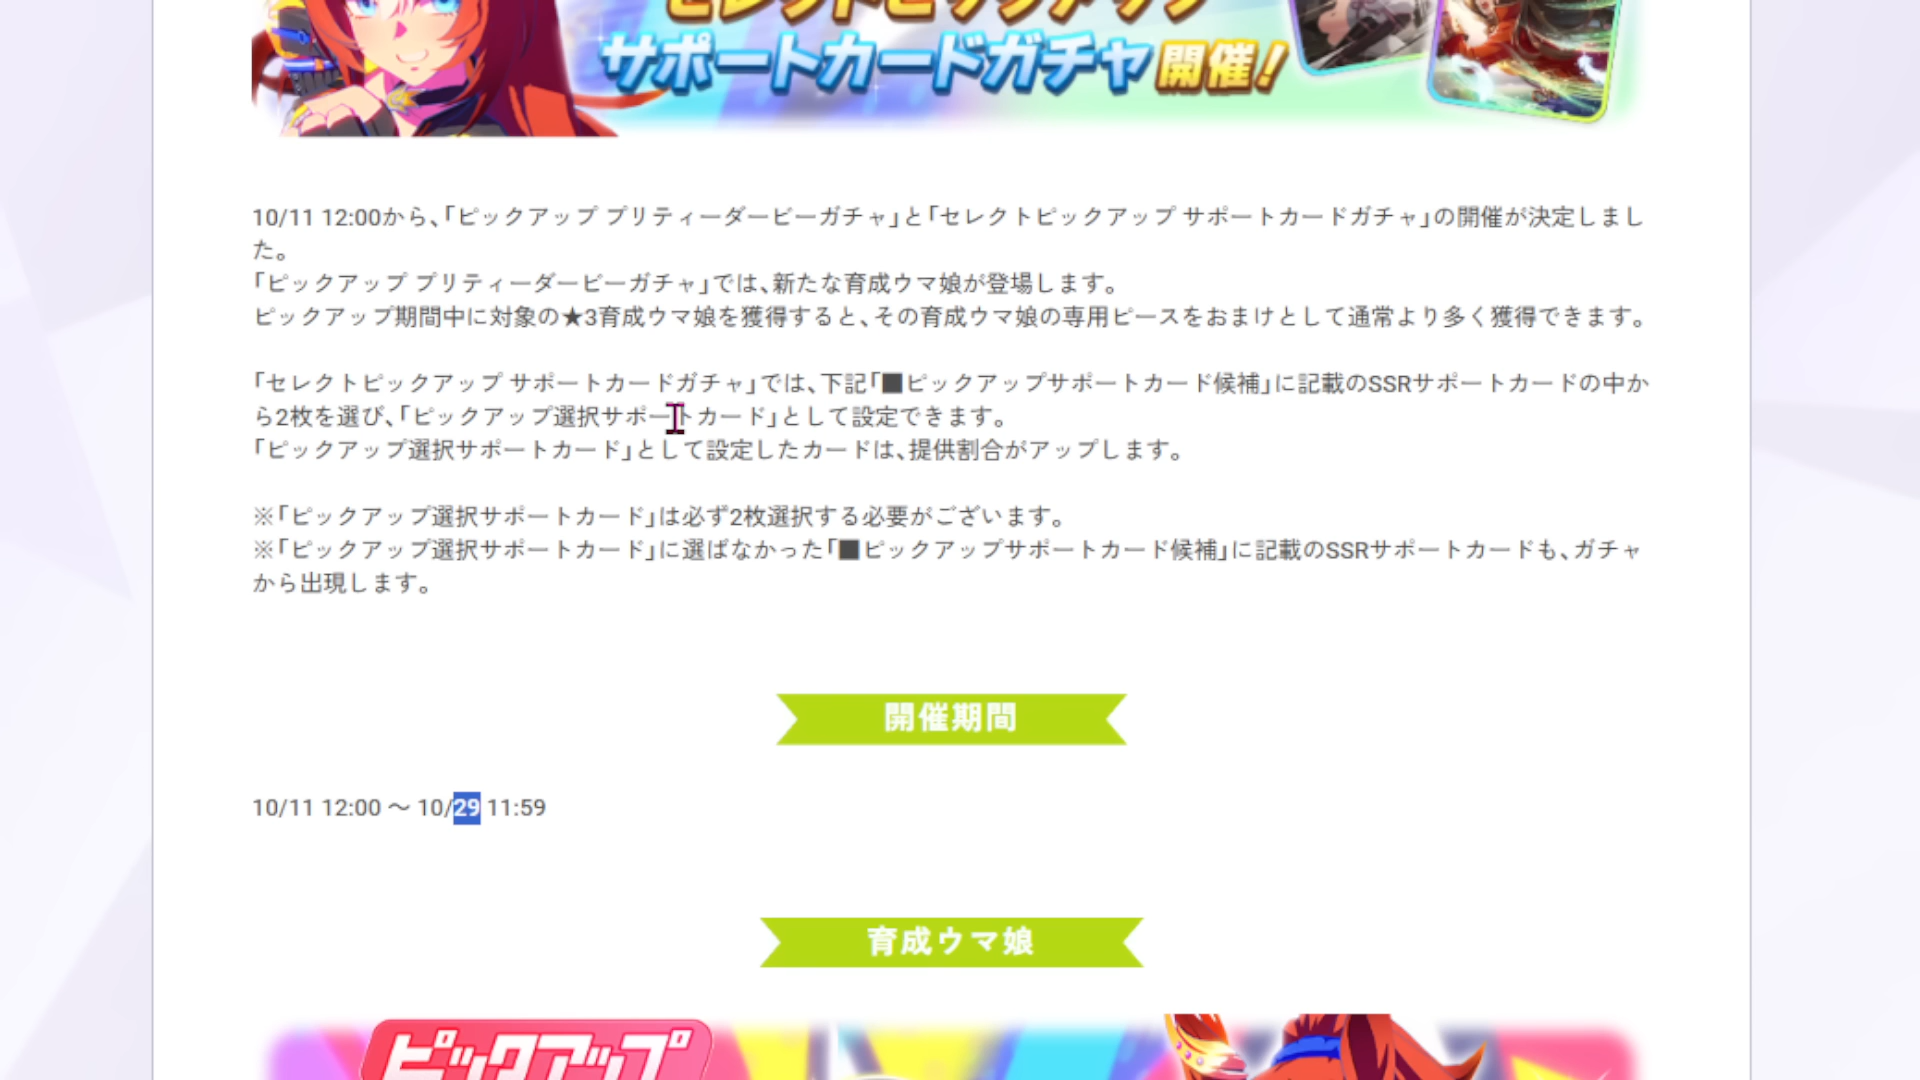 セレクトピックアップ
サポートカードガチャ開催!
10/11 12:00から、「ピックアップ プリティーダービーガチャ」と「セレクトピックアップ サポートカードガチャ」の開催が決定しまし
た。
「ピックアップ プリティーダービーガチャ」では、新たな育成ウマ娘が登場します。
ピックアップ期間中に対象の★3育成ウマ娘を獲得すると、その育成ウマ娘の専用ピースをおまけとして通常より多く獲得できます。
「セレクトピックアップ サポートカードガチャ」では、下記「■ピックアップサポートカード候補」に記載のSSRサポートカードの中か
ら2枚を選び、「ピックアップ選択サポートカード」として設定できます。
「ピックアップ選択サポートカード」として設定したカードは、提供割合がアップします。
※「ピックアップ選択サポートカード」は必ず2枚選択する必要がございます。
※「ピックアップ選択サポートカード」に選ばなかった「■ピックアップサポートカード候補」に記載のSSRサポートカードも、ガチャ
から出現します。
開催期間
10/11 12:00 ～ 10/29 11:59
育成ウマ娘
ピックアップ